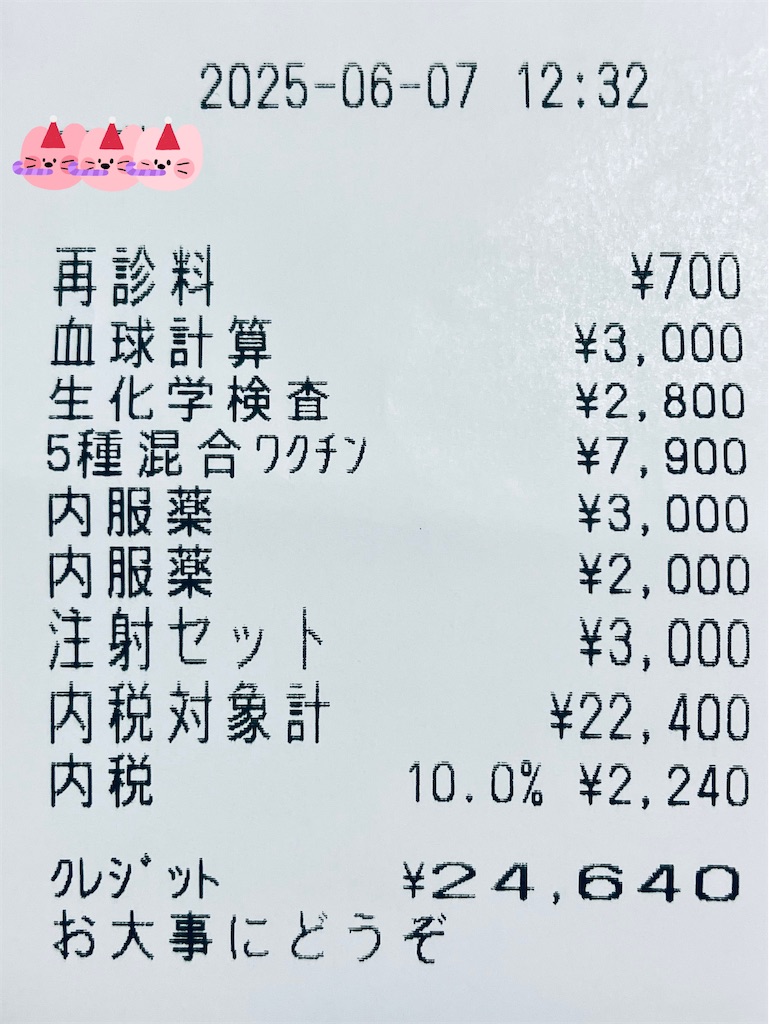 2025-06-07 12:32
再診料 ¥700
血球計算 ¥3,000
生化学検査 ¥2,800
5種混合ワクチン ¥7,900
内服薬 ¥3,000
内服薬 ¥2,000
注射セット ¥3,000
内税対象計 ¥22,400
内税 10.0% ¥2,240
クレジット ¥24,640
お大事にどうぞ